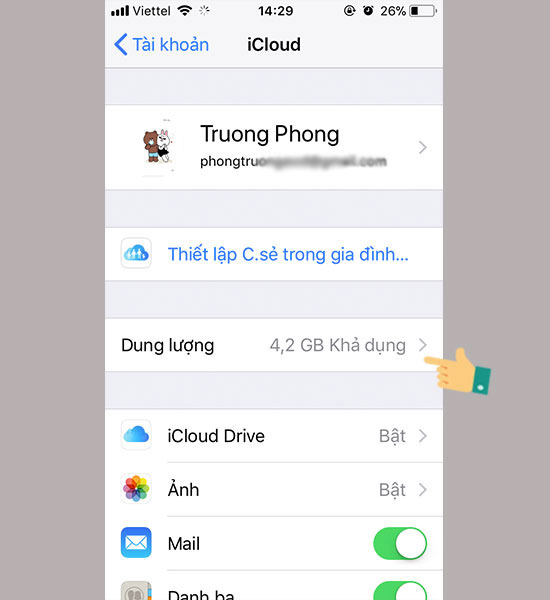 Viettel 14:29 26%
Tài khoản iCloud
Truong Phong
Thiết lập C.sẻ trong gia đình...
Dung lượng 4,2 GB Khả dụng
iCloud Drive Bật
Ảnh Bật
Mail
Danh bạ